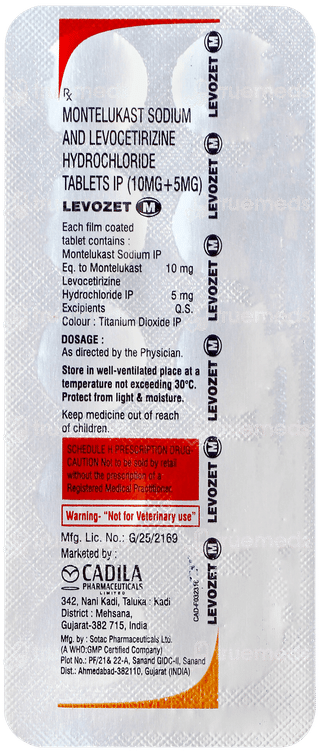 Rx
MONTELUKAST SODIUM
AND LEVOCETIRIZINE
HYDROCHLORIDE
TABLETS IP (10MG+5MG)
LEVOZET M
Each film coated
tablet contains :
Montelukast Sodium IP
Eq. to Montelukast 10 mg
Levocetirizine
Hydrochloride IP 5 mg
Excipients Q.S.
Colour : Titanium Dioxide IP
DOSAGE :
As directed by the Physician.
Store in well-ventilated place at a
temperature not exceeding 30°C.
Protect from light & moisture.
Keep medicine out of reach
of children.
SCHEDULE H PRESCRIPTION DRUG-
CAUTION Not to be sold by retail
without the prescription of a
Registered Medical Practitioner.
Warning- "Not for Veterinary use"
Mfg. Lic. No.: G/25/2169
Marketed by :
CADILA
PHARMACEUTICALS
LIMITED
342, Nani Kadi, Taluka : Kadi
District : Mehsana,
Gujarat-382 715, India
Mfg. by : Sotac Pharmaceuticals Ltd.
(A WHO:GMP Certified Company)
Plot No.: PF/21& 22-A, Sanand GIDC-II, Sanand
Dist.: Ahmedabad-382110, Gujarat (INDIA)
LEVOZET M
LEVOZET M
LEVOZET M
LEVOZET M
LEVOZET M
LEVOZET M